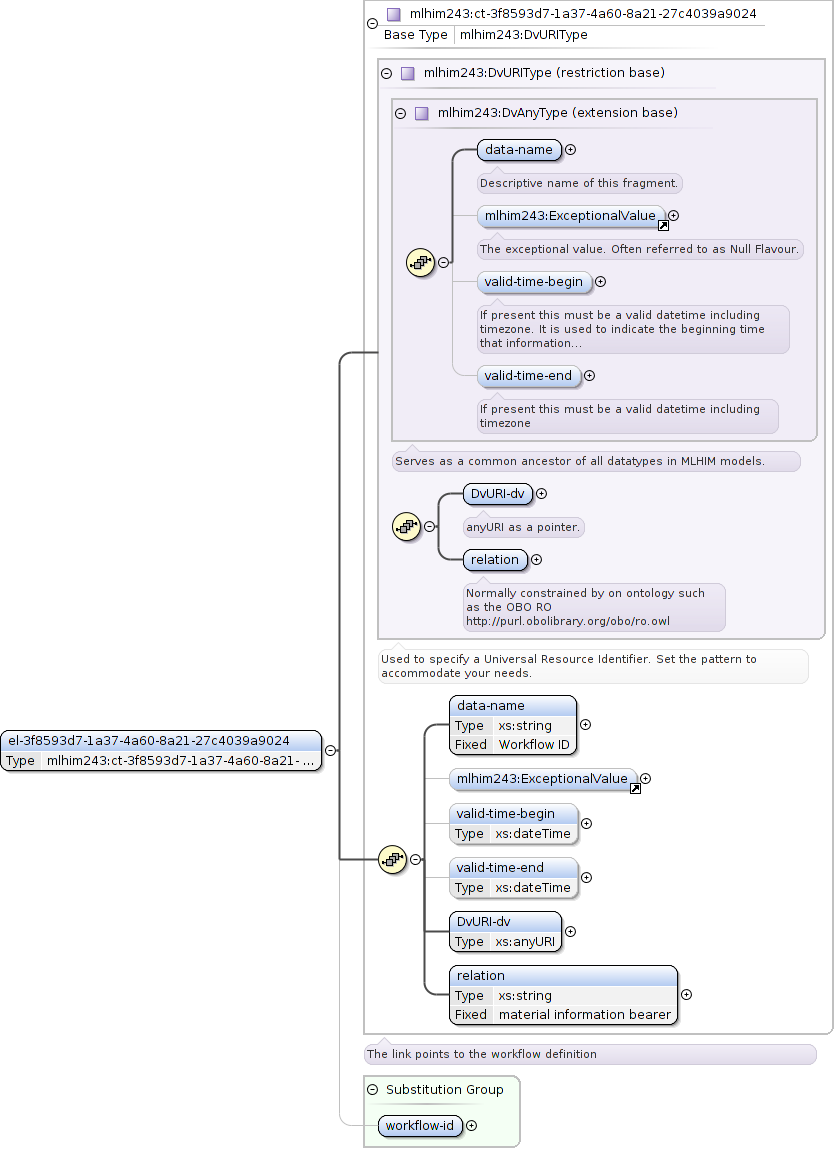 mlhim243:ct-3f8593d7-1a37-4a60-8a21-27c4039a9024
Base Type mlhim243:DvURIType
mlhim243:DvURIType (restriction base)
mlhim243:DvAnyType (extension base)
data-name
Descriptive name of this fragment.
mlhim243:ExceptionalValue
The exceptional value. Often referred to as Null Flavour.
valid-time-begin
If present this must be a valid datetime including
timezone. It is used to indicate the beginning time
that information...
valid-time-end
If present this must be a valid datetime including
timezone
Serves as a common ancestor of all datatypes in MLHIM models.
DvURI-dv
anyURI as a pointer.
relation
Normally constrained by on ontology such
as the OBO RO
http://purl.obolibrary.org/obo/ro.owl
Used to specify a Universal Resource Identifier. Set the pattern to
accommodate your needs.
el-3f8593d7-1a37-4a60-8a21-27c4039a9024
Type mlhim243:ct-3f8593d7-1a37-4a60-8a21- ...
data-name
Type xs:string
Fixed Workflow ID
mlhim243:ExceptionalValue
valid-time-begin
Type xs:dateTime
valid-time-end
Type xs:dateTime
DvURI-dv
Type xs:anyURI
relation
Type xs:string
Fixed material information bearer
The link points to the workflow definition
Substitution Group
workflow-id